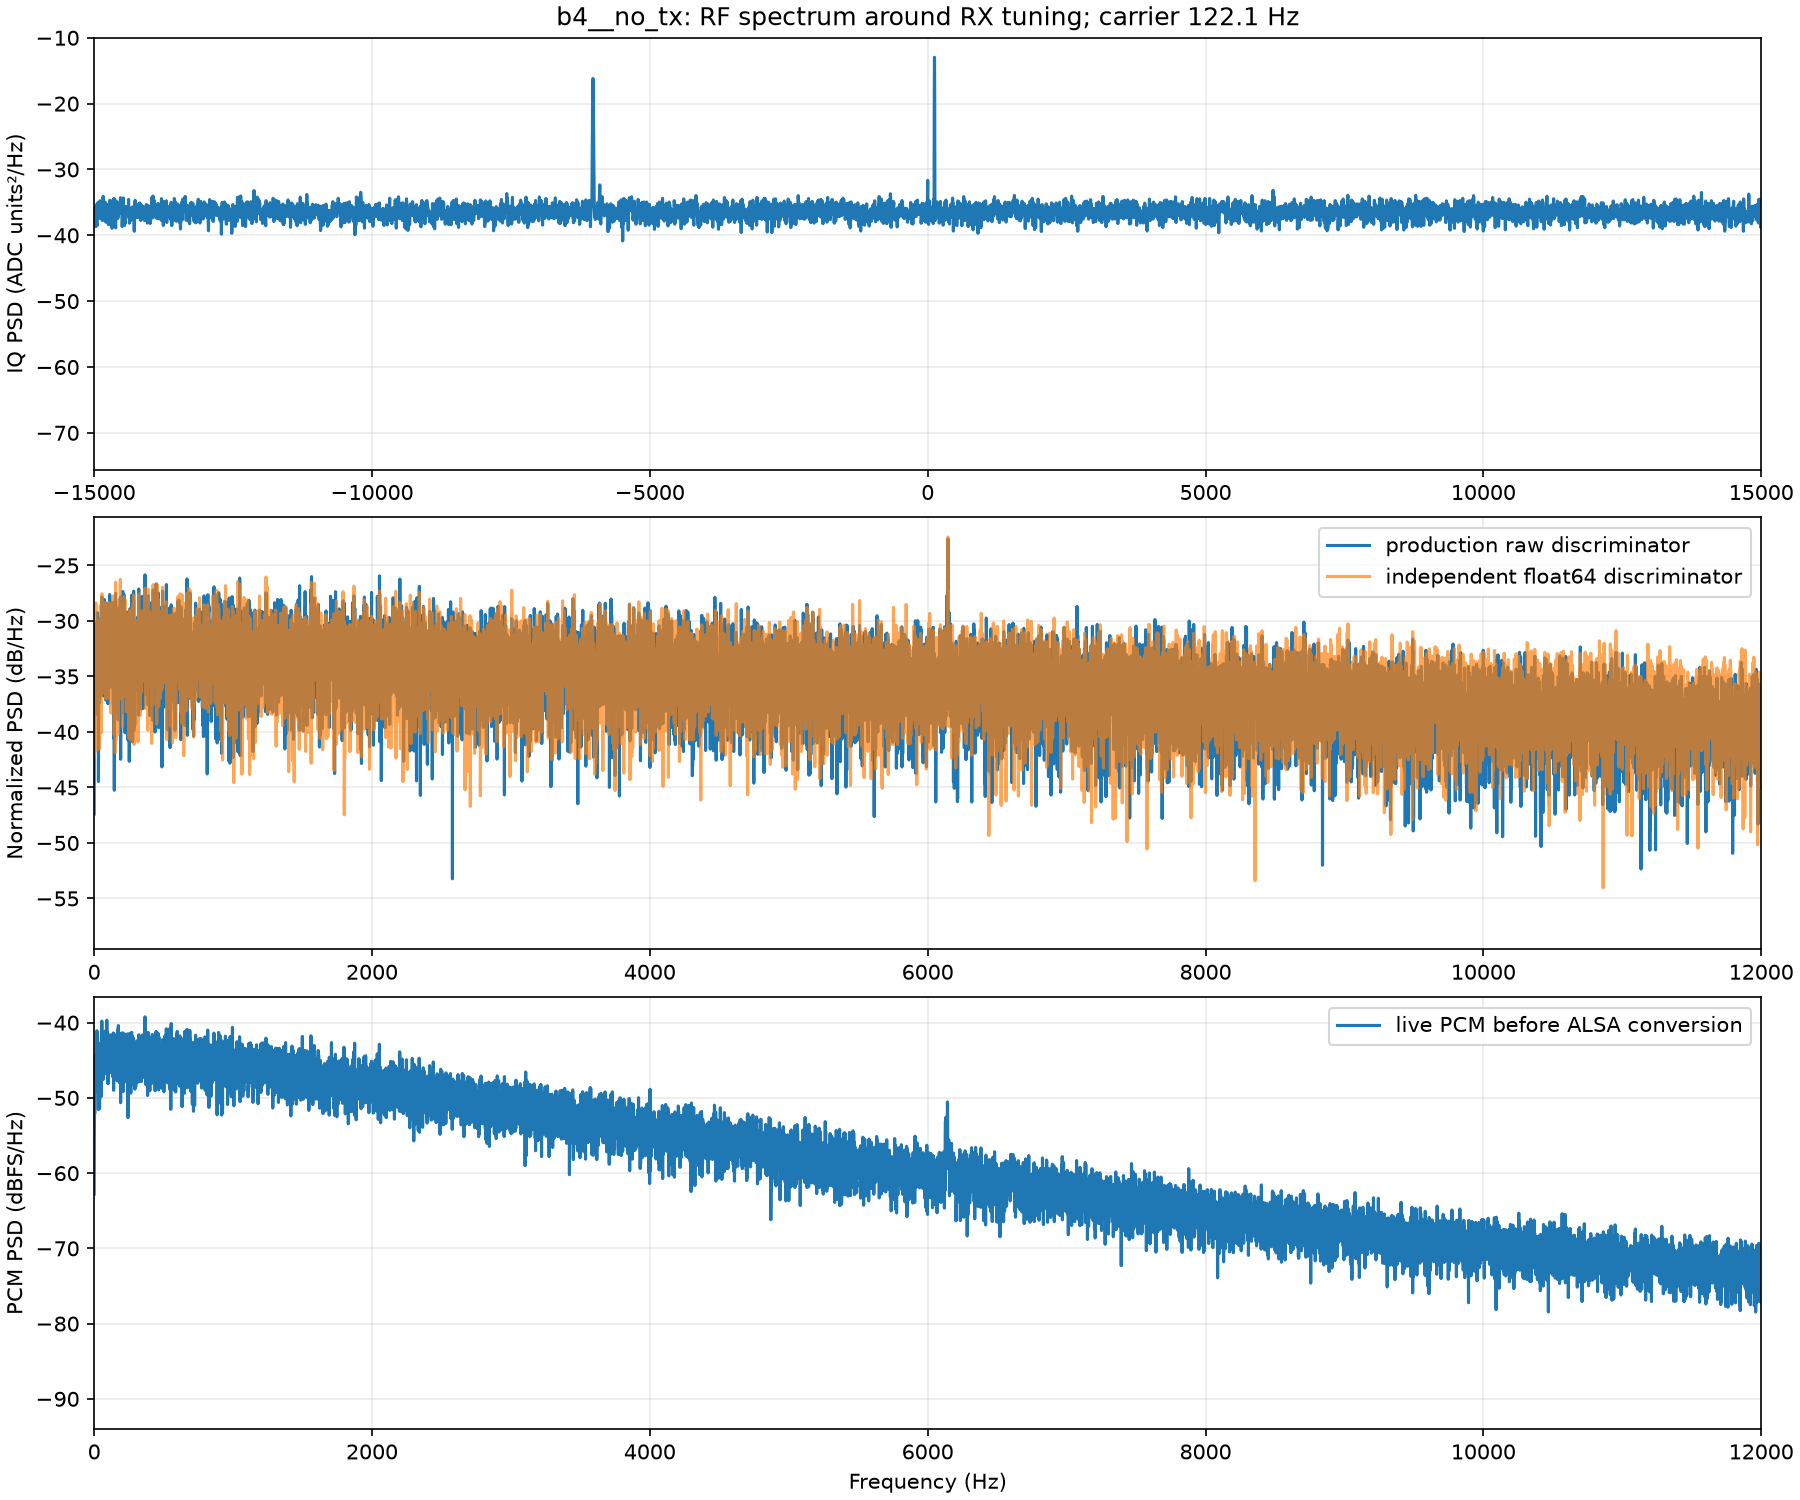 b4__no_tx: RF spectrum around RX tuning; carrier 122.1 Hz
IQ PSD (ADC units²/Hz)
−10
−20
−30
−40
−50
−60
−70
−15000 −10000 −5000 0 5000 10000 15000
Normalized PSD (dB/Hz)
−25
−30
−35
−40
−45
−50
−55
production raw discriminator
independent float64 discriminator
0 2000 4000 6000 8000 10000 12000
PCM PSD (dBFS/Hz)
−40
−50
−60
−70
−80
−90
live PCM before ALSA conversion
0 2000 4000 6000 8000 10000 12000
Frequency (Hz)